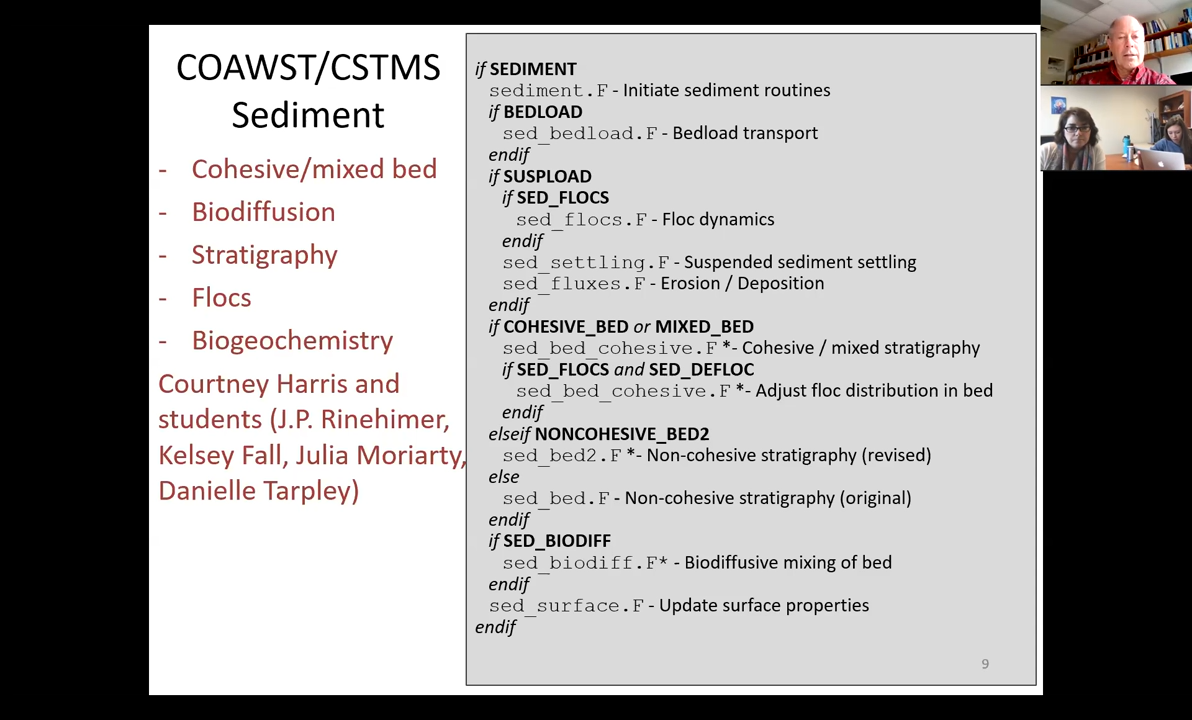 COAWST/CSTMS
Sediment
- Cohesive/mixed bed
- Biodiffusion
- Stratigraphy
- Flocs
- Biogeochemistry
Courtney Harris and
students (J.P. Rinehimer,
Kelsey Fall, Julia Moriarty,
Danielle Tarpley)
if SEDIMENT
sediment.F - Initiate sediment routines
if BEDLOAD
sed_bedload.F - Bedload transport
endif
if SUSPLOAD
if SED_FLOCS
sed_flocs.F - Floc dynamics
endif
sed_settling.F - Suspended sediment settling
sed_fluxes.F - Erosion / Deposition
endif
if COHESIVE_BED or MIXED_BED
sed_bed_cohesive.F *- Cohesive / mixed stratigraphy
if SED_FLOCS and SED_DEFLOC
sed_bed_cohesive.F *- Adjust floc distribution in bed
endif
elseif NONCOHESIVE_BED2
sed_bed2.F *- Non-cohesive stratigraphy (revised)
else
sed_bed.F - Non-cohesive stratigraphy (original)
endif
if SED_BIODIFF
sed_biodiff.F* - Biodiffusive mixing of bed
endif
sed_surface.F - Update surface properties
endif
9